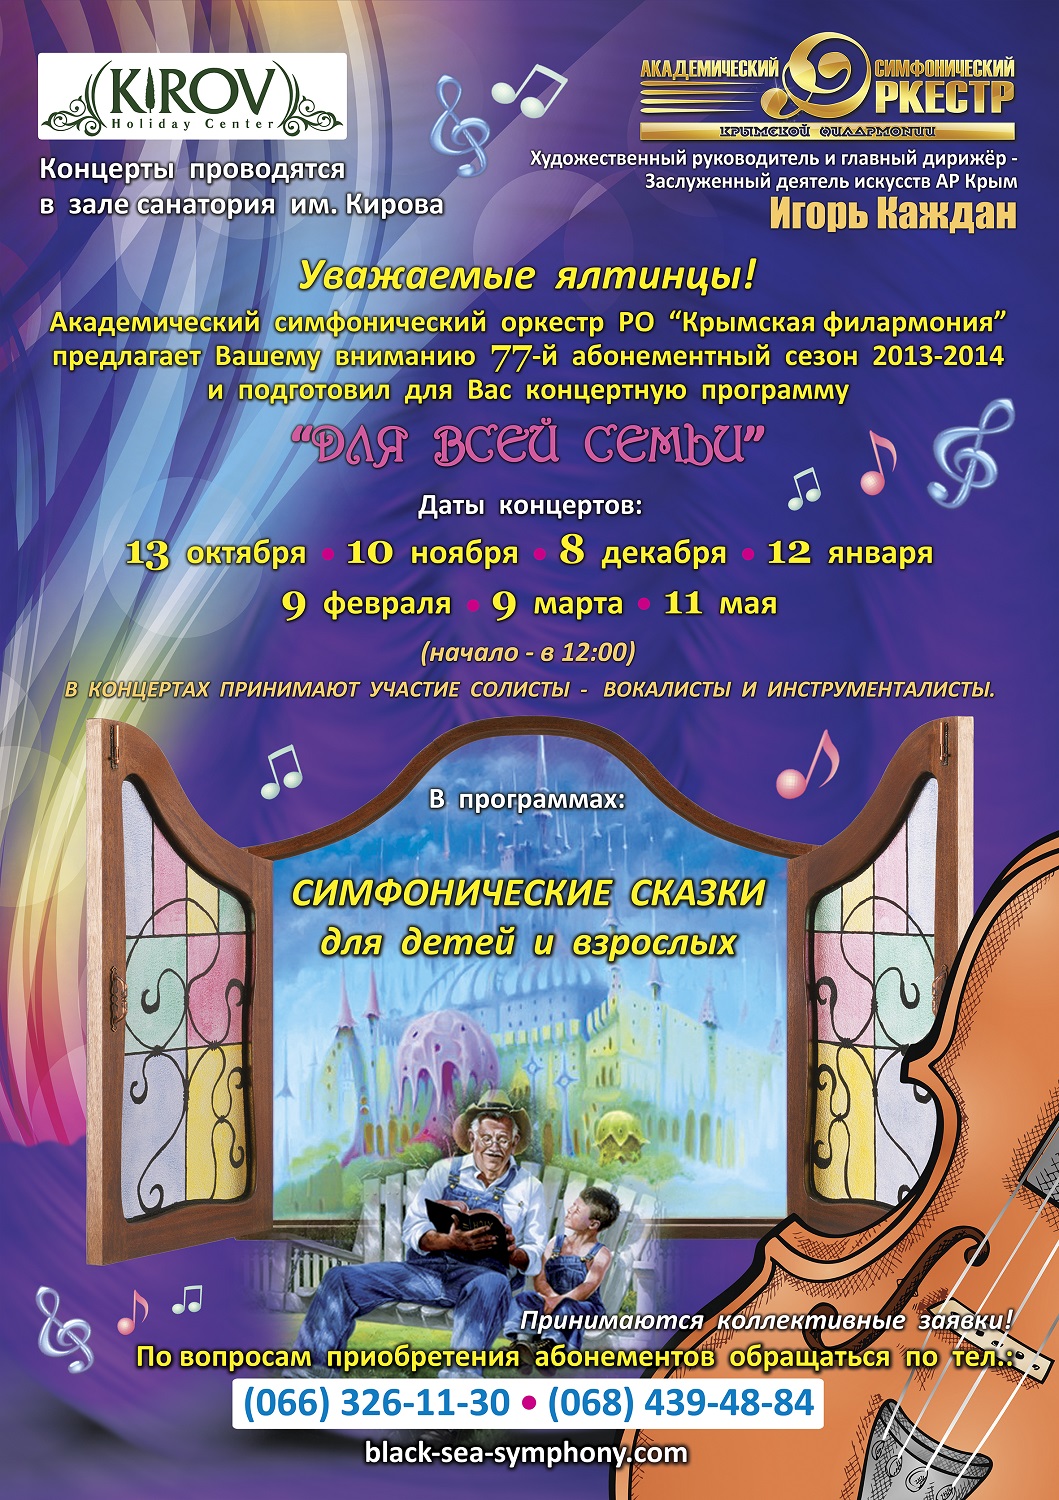 KIROV
Holiday Center
Концерты проводятся
в зале санатория им. Кирова
АКАДЕМИЧЕСКИЙ СИМФОНИЧЕСКИЙ
ОРКЕСТР
КРЫМСКОЙ ФИЛАРМОНИИ
Художественный руководитель и главный дирижёр -
Заслуженный деятель искусств АР Крым
Игорь Каждан
Уважаемые ялтинцы!
Академический симфонический оркестр РО “Крымская филармония”
предлагает Вашему вниманию 77-й абонементный сезон 2013-2014
и подготовил для Вас концертную программу
“ДЛЯ ВСЕЙ СЕМЬИ”
Даты концертов:
13 октября • 10 ноября • 8 декабря • 12 января
9 февраля • 9 марта • 11 мая
(начало - в 12:00)
В КОНЦЕРТАХ ПРИНИМАЮТ УЧАСТИЕ СОЛИСТЫ - ВОКАЛИСТЫ И ИНСТРУМЕНТАЛИСТЫ.
В программах:
СИМФОНИЧЕСКИЕ СКАЗКИ
для детей и взрослых
Принимаются коллективные заявки!
По вопросам приобретения абонементов обращаться по тел.:
(066) 326-11-30 • (068) 439-48-84
black-sea-symphony.com